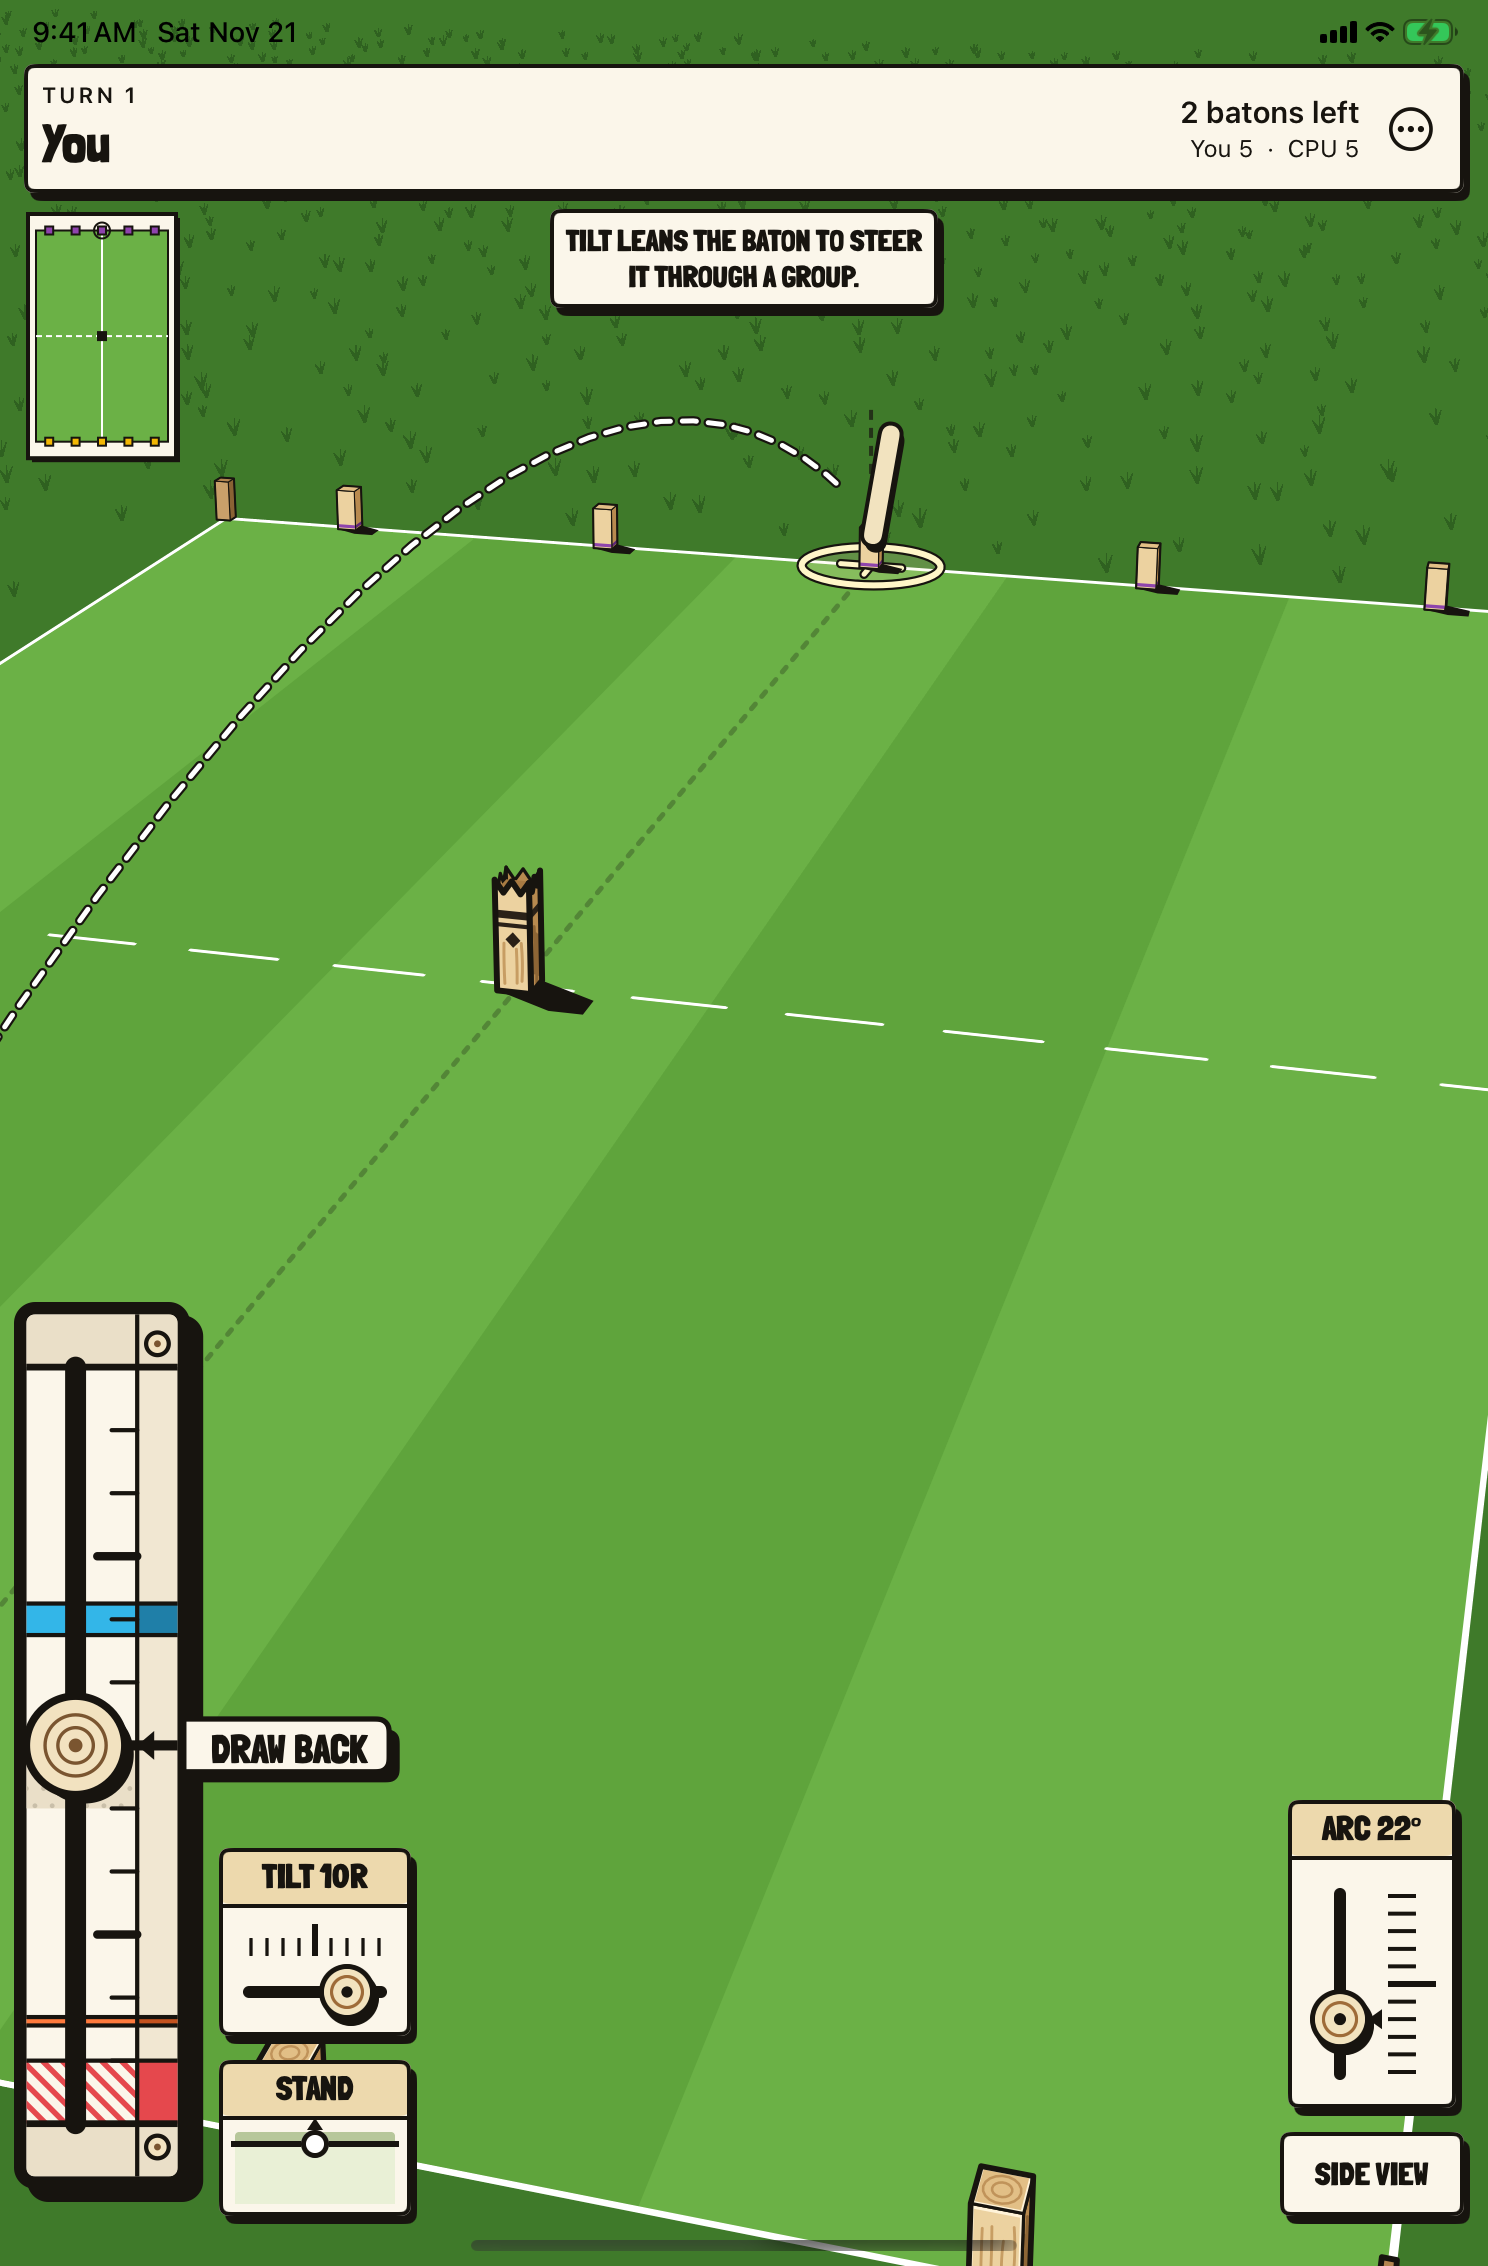 9:41 AM Sat Nov 21
TURN 1
You
2 batons left
You 5 · CPU 5
TILT LEANS THE BATON TO STEER
IT THROUGH A GROUP.
DRAW BACK
TILT 10R
STAND
ARC 22°
SIDE VIEW